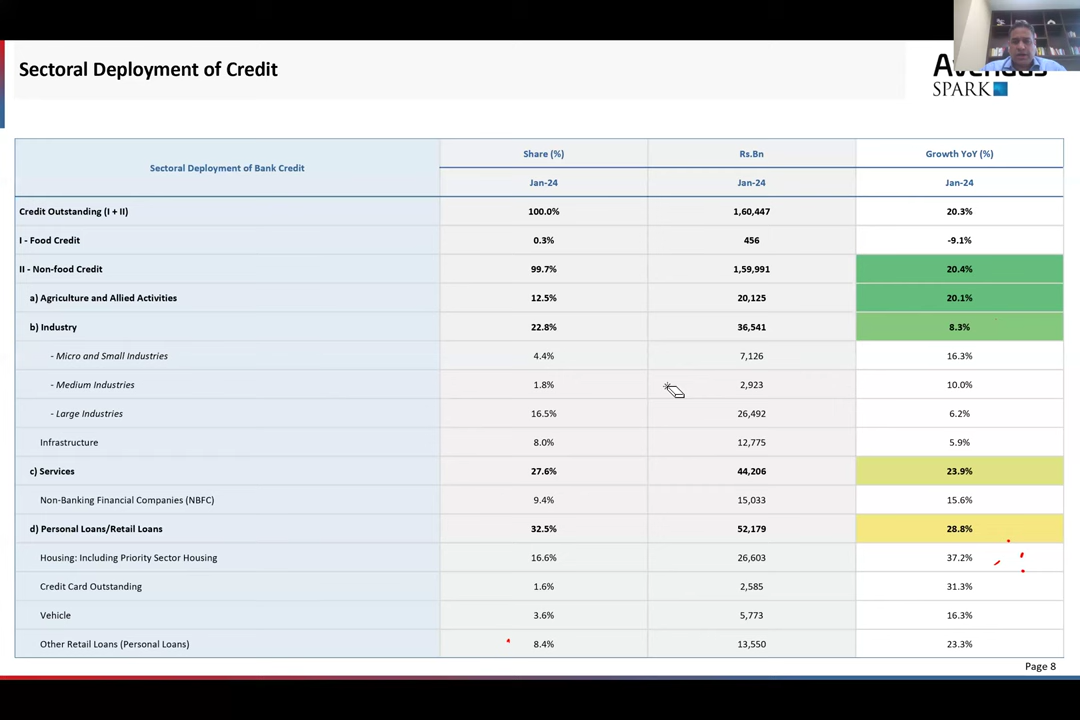 Sectoral Deployment of Credit
Avendus
SPARK
Sectoral Deployment of Bank Credit Share (%) Rs.Bn Growth YoY (%)
Jan-24 Jan-24 Jan-24
Credit Outstanding (I + II) 100.0% 1,60,447 20.3%
I - Food Credit 0.3% 456 -9.1%
II - Non-food Credit 99.7% 1,59,991 20.4%
a) Agriculture and Allied Activities 12.5% 20,125 20.1%
b) Industry 22.8% 36,541 8.3%
- Micro and Small Industries 4.4% 7,126 16.3%
- Medium Industries 1.8% 2,923 10.0%
- Large Industries 16.5% 26,492 6.2%
Infrastructure 8.0% 12,775 5.9%
c) Services 27.6% 44,206 23.9%
Non-Banking Financial Companies (NBFC) 9.4% 15,033 15.6%
d) Personal Loans/Retail Loans 32.5% 52,179 28.8%
Housing: Including Priority Sector Housing 16.6% 26,603 37.2%
Credit Card Outstanding 1.6% 2,585 31.3%
Vehicle 3.6% 5,773 16.3%
Other Retail Loans (Personal Loans) 8.4% 13,550 23.3%
Page 8